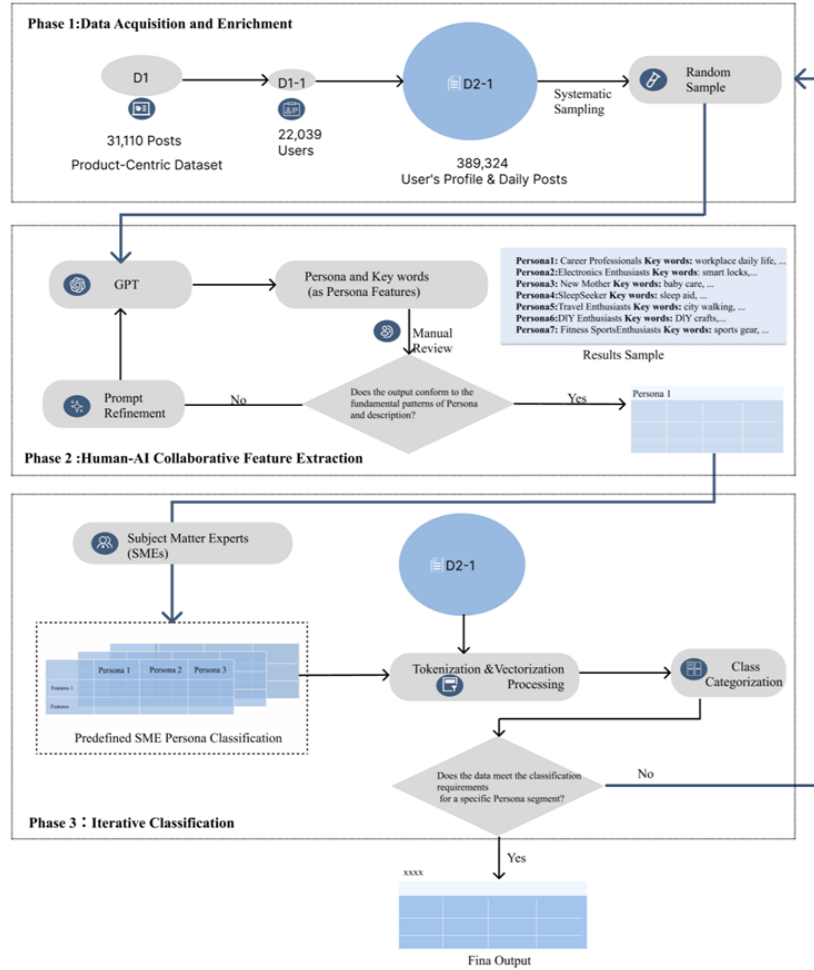 Phase 1:Data Acquisition and Enrichment
D1
D1-1
D2-1
Random
Sample
Systematic
Sampling
31,110 Posts
Product-Centric Dataset
22,039
Users
389,324
User's Profile & Daily Posts
GPT
Persona and Key words
(as Persona Features)
Persona1: Career Professionals Key words: workplace daily life, ...
Persona2:Electronics Enthusiasts Key words: smart locks,...
Persona3: New Mother Key words: baby care, ...
Persona4:SleepSeeker Key words: sleep aid, ...
Persona5:Travel Enthusiasts Key words: city walking, ...
Persona6:DIY Enthusiasts Key words: DIY crafts,...
Persona7: Fitness SportsEnthusiasts Key words: sports gear, ...
Results Sample
Manual
Review
Prompt
Refinement
No
Does the output conform to the
fundamental patterns of Persona
and description?
Yes
Persona 1
Phase 2 :Human-AI Collaborative Feature Extraction
Subject Matter Experts
(SMEs)
D2-1
Persona 1
Persona 2
Persona 3
Features 1
Features
Predefined SME Persona Classification
Tokenization &Vectorization
Processing
Class
Categorization
Does the data meet the classification
requirements
for a specific Persona segment?
No
Phase 3：Iterative Classification
Yes
xxxx
Fina Output